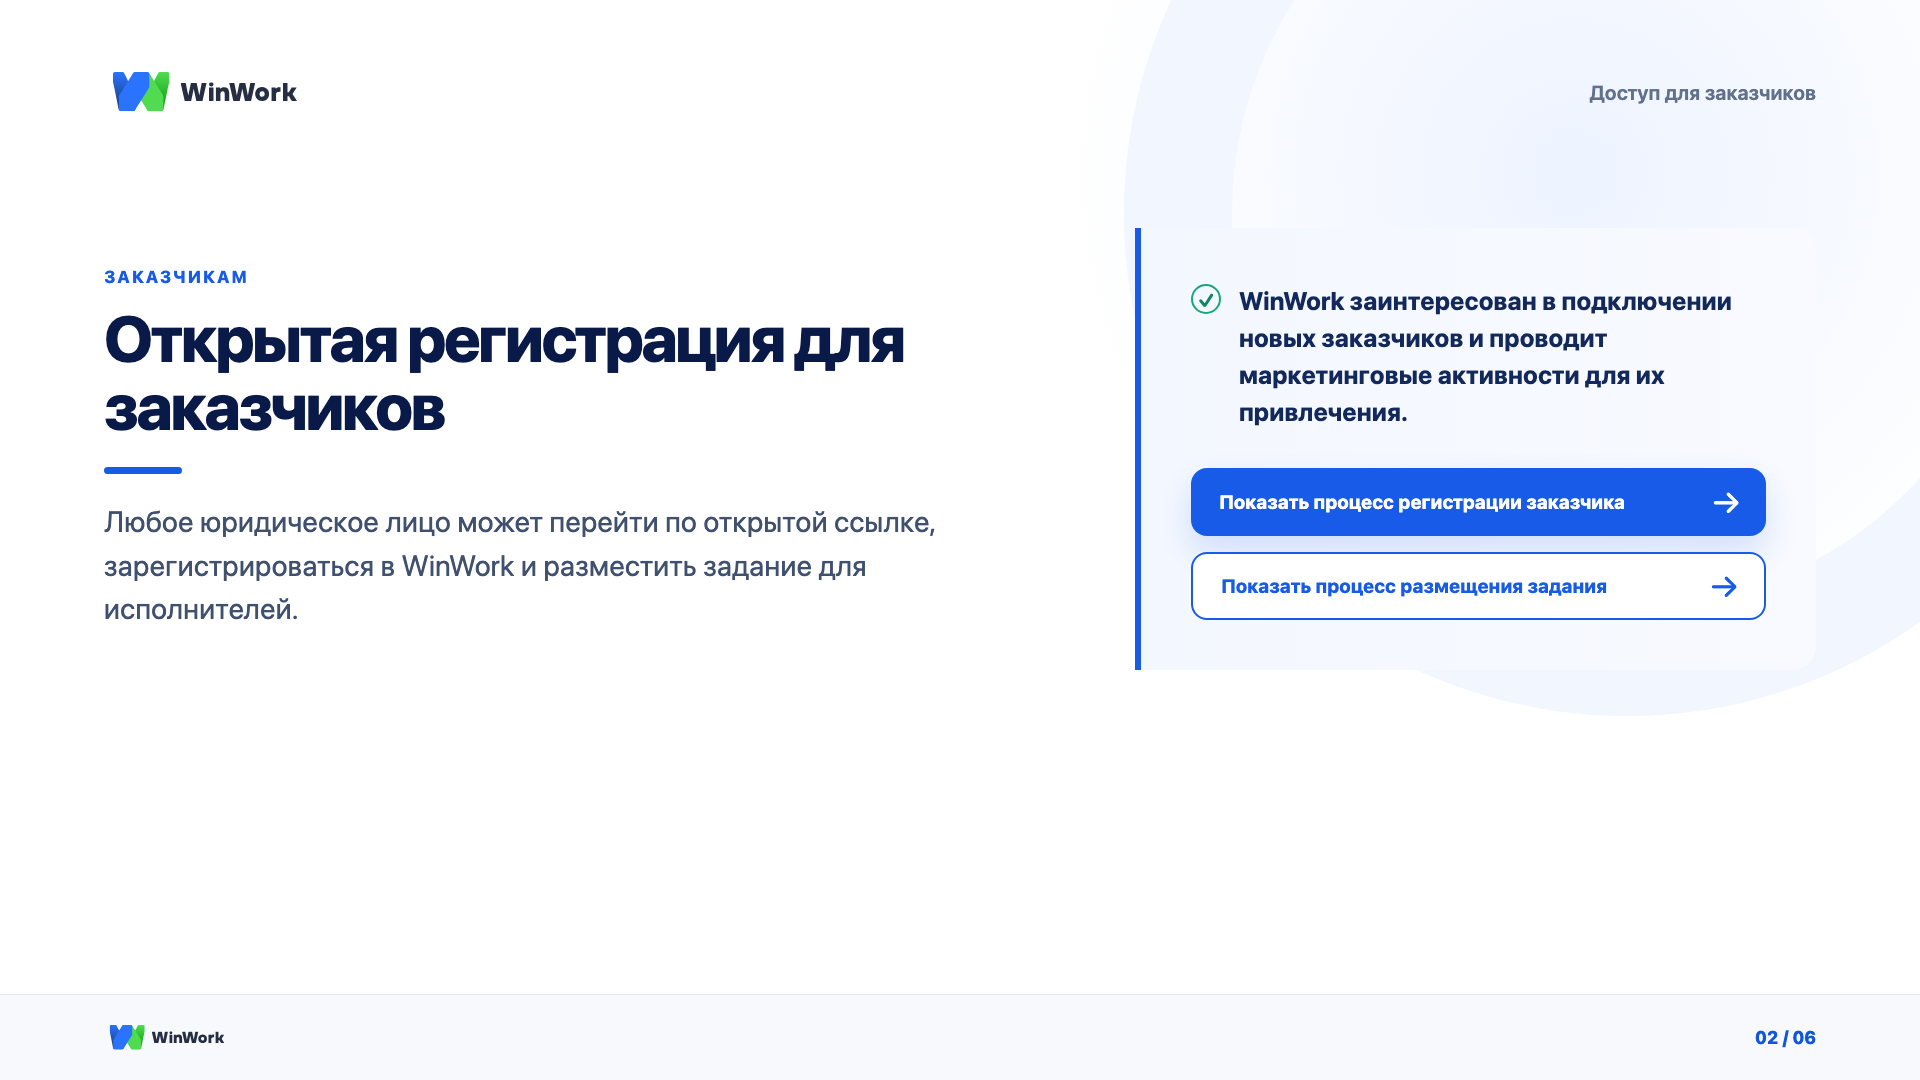 WinWork
Доступ для заказчиков
ЗАКАЗЧИКАМ
Открытая регистрация для
заказчиков
Любое юридическое лицо может перейти по открытой ссылке,
зарегистрироваться в WinWork и разместить задание для
исполнителей.
WinWork заинтересован в подключении
новых заказчиков и проводит
маркетинговые активности для их
привлечения.
Показать процесс регистрации заказчика
Показать процесс размещения задания
WinWork
02 / 06